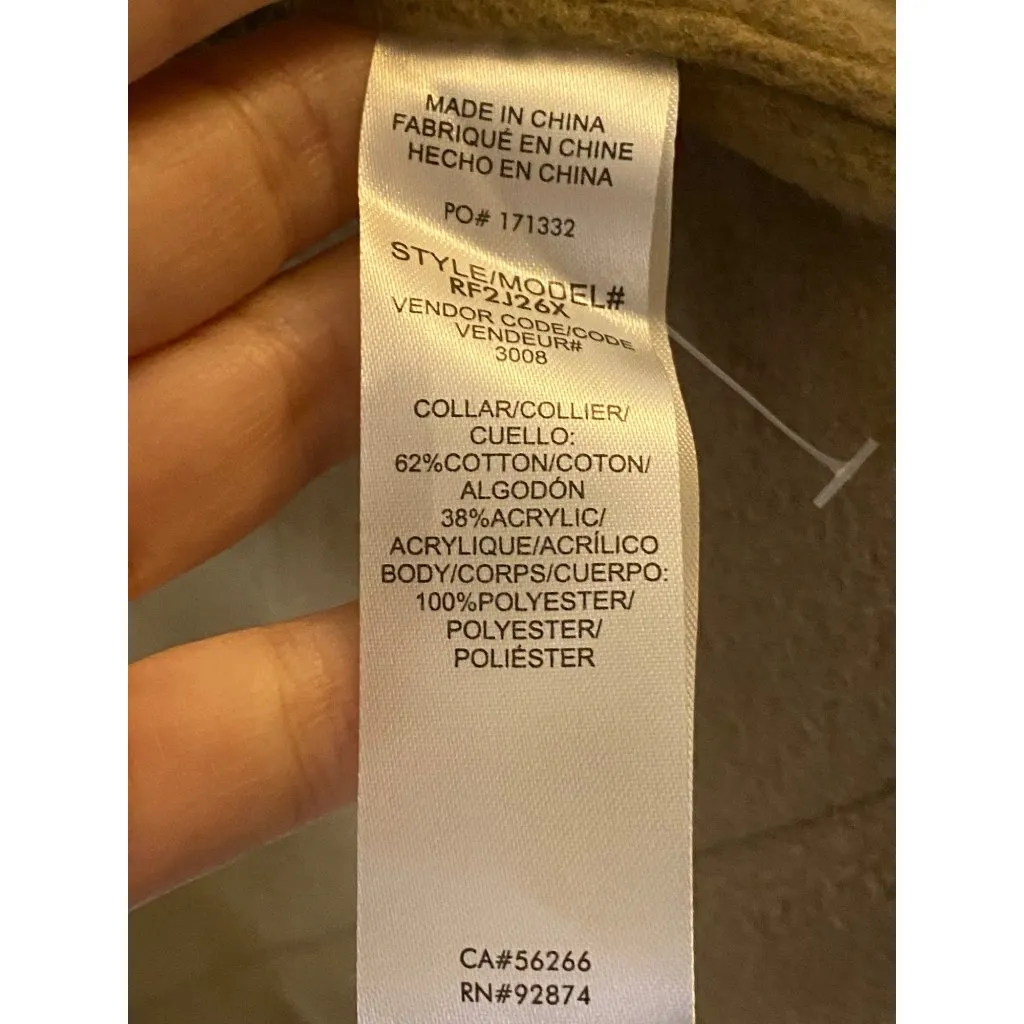 MADE IN CHINA
FABRIQUÉ EN CHINE
HECHO EN CHINA
PO# 171332
STYLE/MODEL#
RF2J26X
VENDOR CODE/CODE
VENDEUR#
3008
COLLAR/COLLIER/
CUELLO:
62%COTTON/COTON/
ALGODÓN
38%ACRYLIC/
ACRYLIQUE/ACRÍLICO
BODY/CORPS/CUERPO:
100%POLYESTER/
POLYESTER/
POLIÉSTER
CA#56266
RN#92874